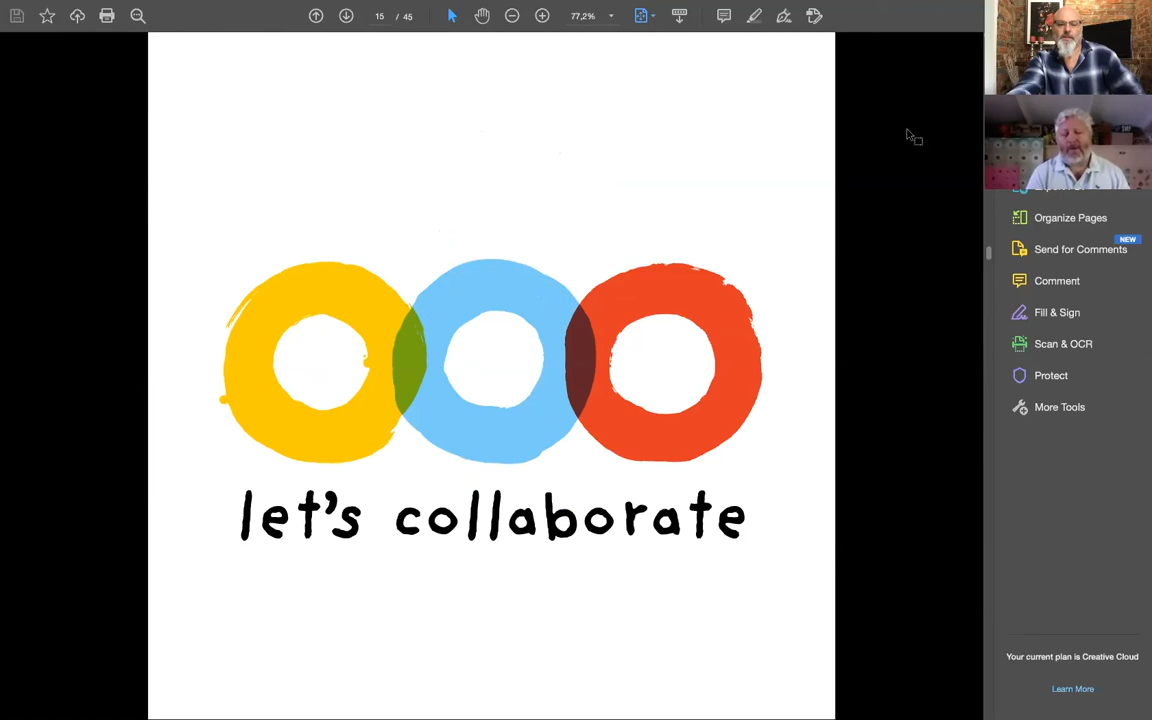 15 / 45
77,2%
Organize Pages
NEW
Send for Comments
Comment
Fill & Sign
Scan & OCR
Protect
More Tools
let's collaborate
Your current plan is Creative Cloud
Learn More